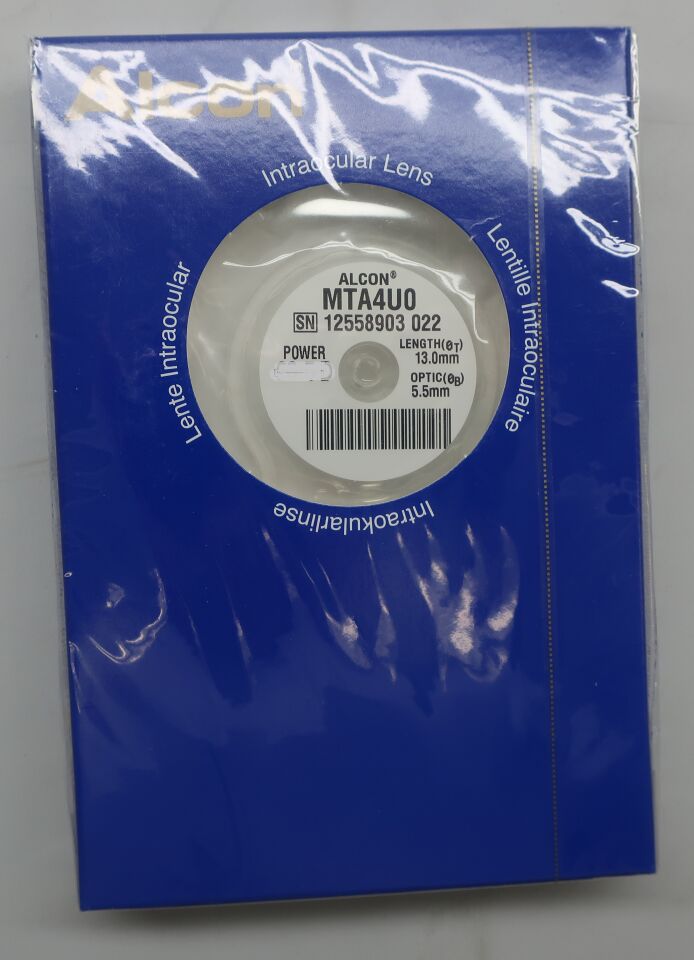 Alcon
Intraocular Lens
Lentille Intraoculaire
Lente Intraocular
Intraokularlinse
ALCON®
MTA4U0
SN 12558903 022
POWER
LENGTH(ØT)
13.0mm
OPTIC(ØB)
5.5mm